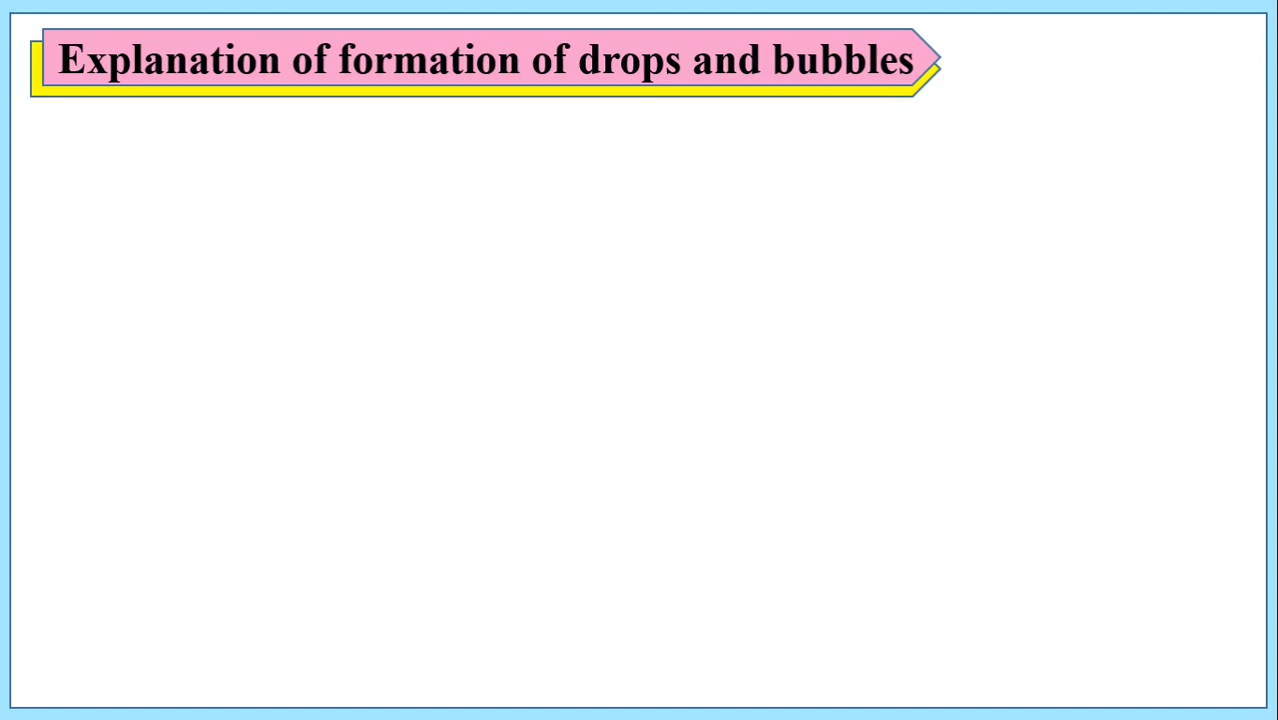 Explanation of formation of drops and bubbles